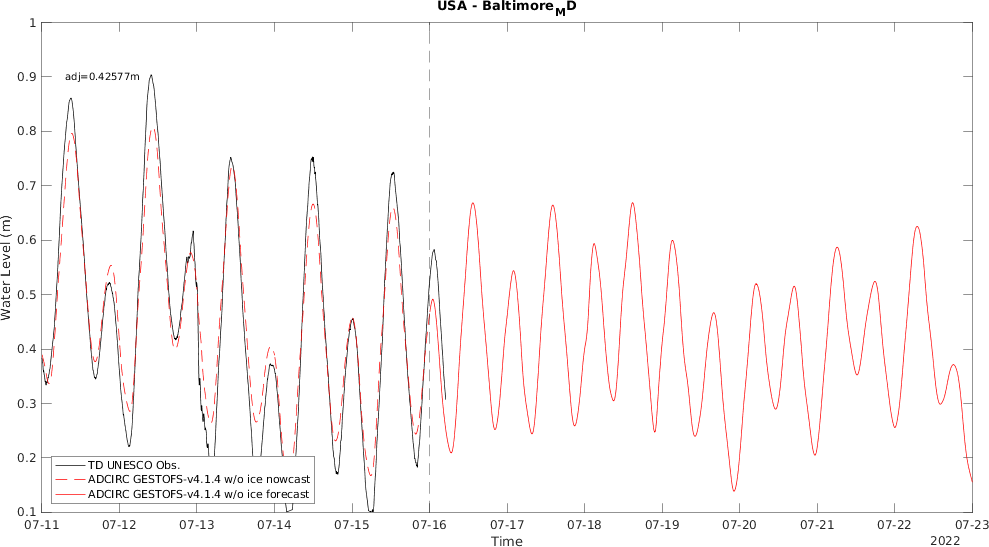 USA - Baltimore_MD
adj=0.42577m
Water Level (m)
1
0.9
0.8
0.7
0.6
0.5
0.4
0.3
0.2
0.1
TD UNESCO Obs.
ADCIRC GESTOFS-v4.1.4 w/o ice nowcast
ADCIRC GESTOFS-v4.1.4 w/o ice forecast
07-11 07-12 07-13 07-14 07-15 07-16 07-17 07-18 07-19 07-20 07-21 07-22 07-23
Time
2022